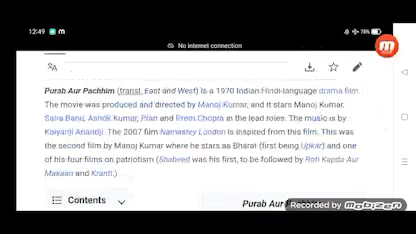 12:49
78%
No internet connection
Purab Aur Pachhim (transl. East and West) is a 1970 Indian Hindi-language drama film.
The movie was produced and directed by Manoj Kumar, and it stars Manoj Kumar,
Saira Banu, Ashok Kumar, Pran and Prem Chopra in the lead roles. The music is by
Kalyanji Anandji. The 2007 film Namastey London is inspired from this film. This was
the second film by Manoj Kumar where he stars as Bharat (first being Upkar) and one
of his four films on patriotism (Shaheed was his first, to be followed by Roti Kapda Aur
Makaan and Kranti.)
Contents
Purab Aur
Recorded by mobizen